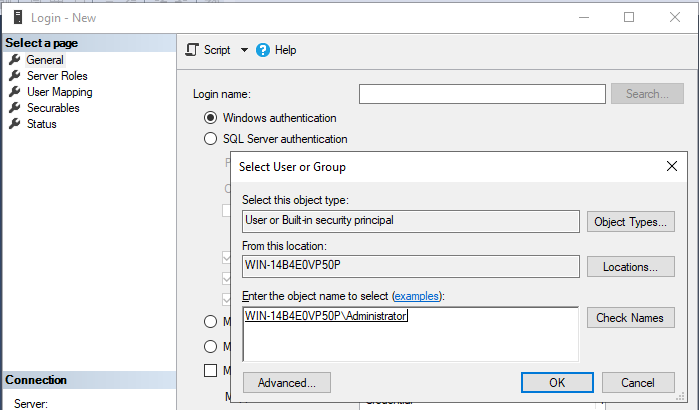 Login - New
Select a page
General
Server Roles
User Mapping
Securables
Status
Script
Help
Login name:
Search...
Windows authentication
SQL Server authentication
Select User or Group
Select this object type:
User or Built-in security principal
Object Types...
From this location:
WIN-14B4E0VP50P
Locations...
Enter the object name to select (examples):
WIN-14B4E0VP50P\Administrator
Check Names
Advanced...
OK
Cancel
Connection
Server: